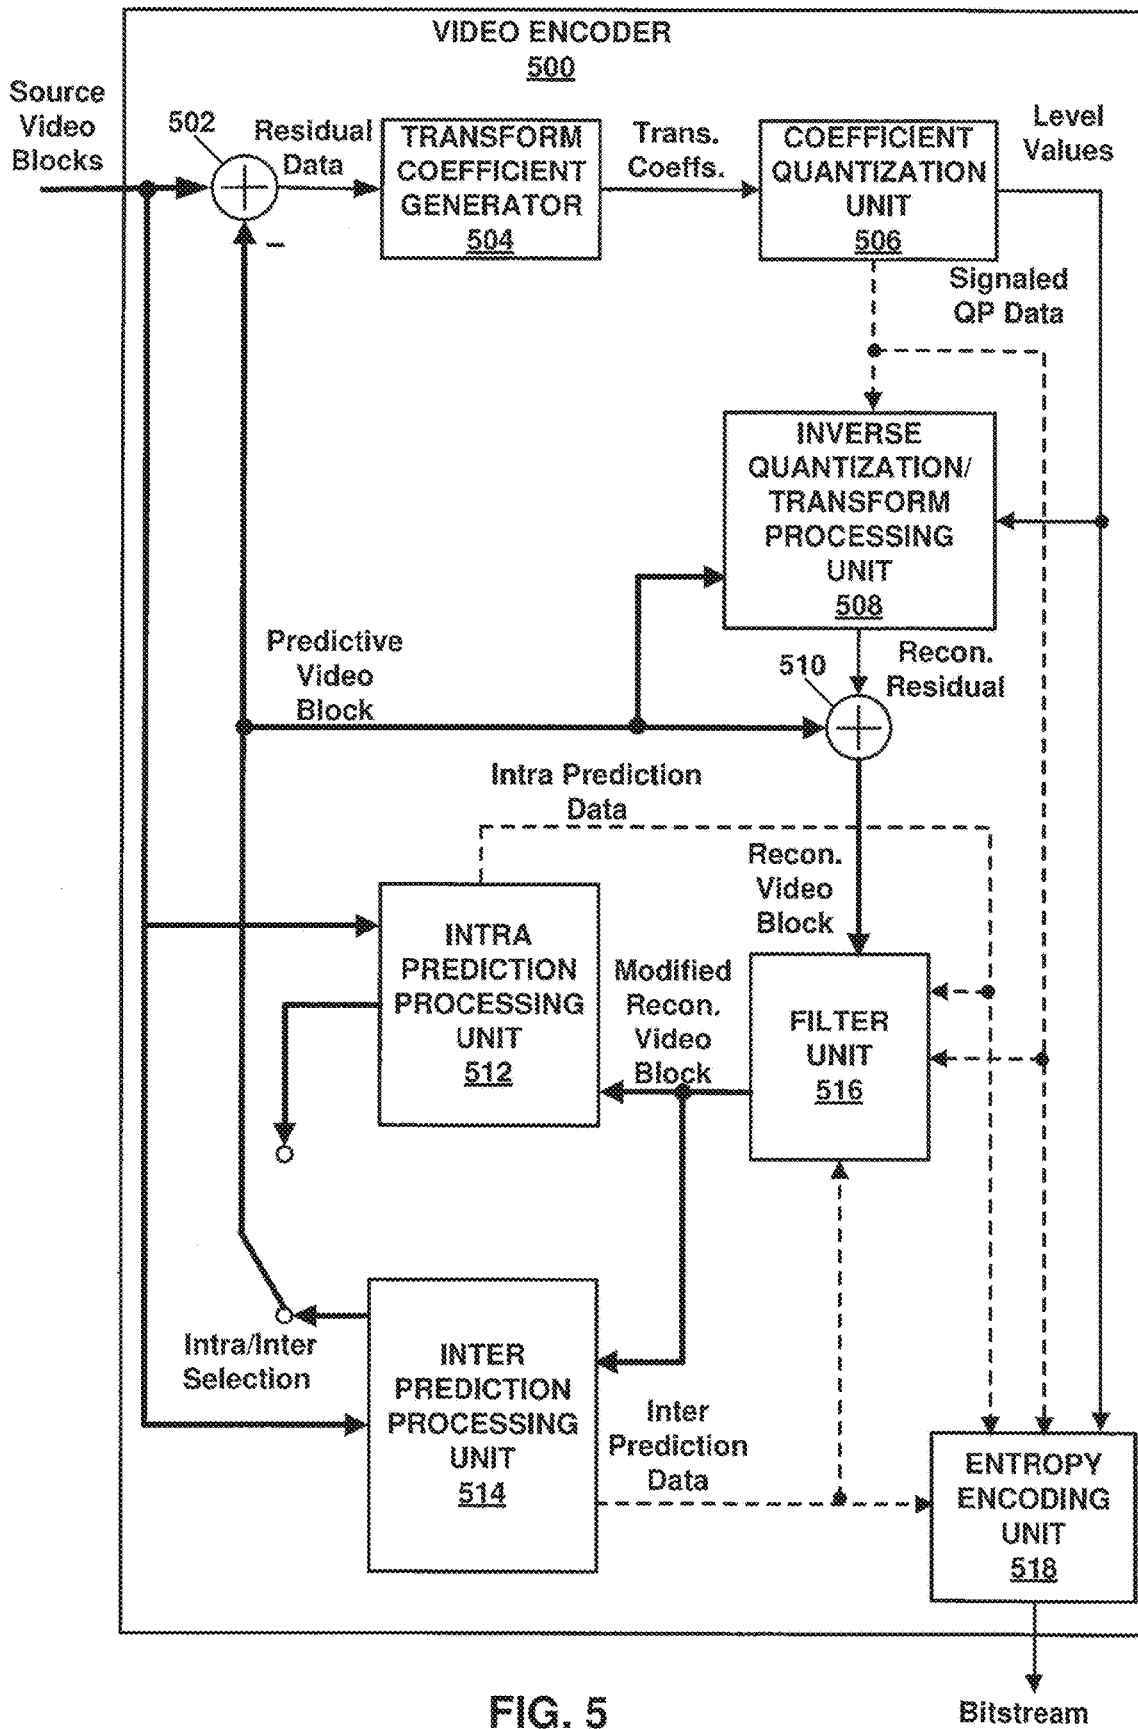 VIDEO ENCODER
500
Source
Video
Blocks
502
Residual
Data
TRANSFORM
COEFFICIENT
GENERATOR
504
Trans.
Coeffs.
COEFFICIENT
QUANTIZATION
UNIT
506
Level
Values
–
Signaled
QP Data
INVERSE
QUANTIZATION/
TRANSFORM
PROCESSING
UNIT
508
Predictive
Video
Block
510
Recon.
Residual
Intra Prediction
Data
Recon.
Video
Block
INTRA
PREDICTION
PROCESSING
UNIT
512
Modified
Recon.
Video
Block
FILTER
UNIT
516
Intra/Inter
Selection
INTER
PREDICTION
PROCESSING
UNIT
514
Inter
Prediction
Data
ENTROPY
ENCODING
UNIT
518
Bitstream
FIG. 5